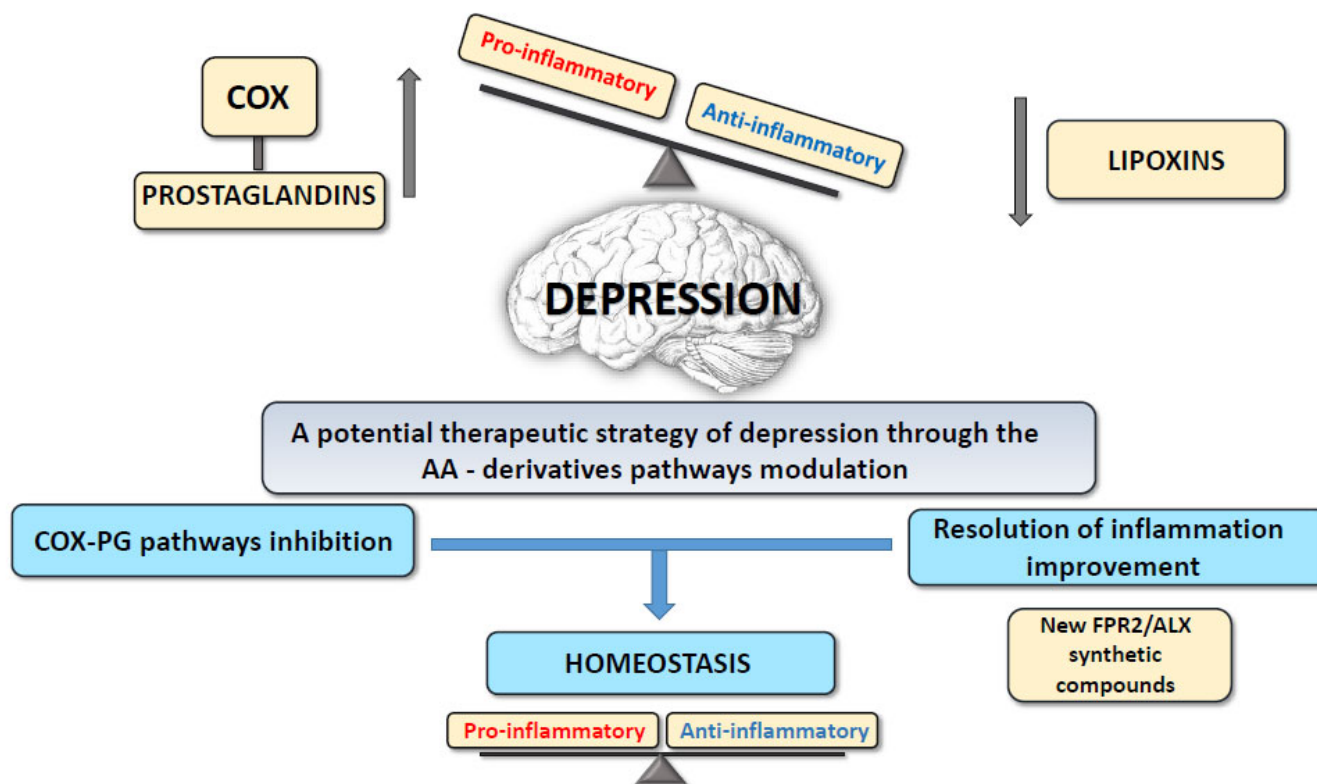 COX
PROSTAGLANDINS
Pro-inflammatory
Anti-inflammatory
LIPOXINS
DEPRESSION
A potential therapeutic strategy of depression through the
AA - derivatives pathways modulation
COX-PG pathways inhibition
Resolution of inflammation
improvement
New FPR2/ALX
synthetic
compounds
HOMEOSTASIS
Pro-inflammatory
Anti-inflammatory